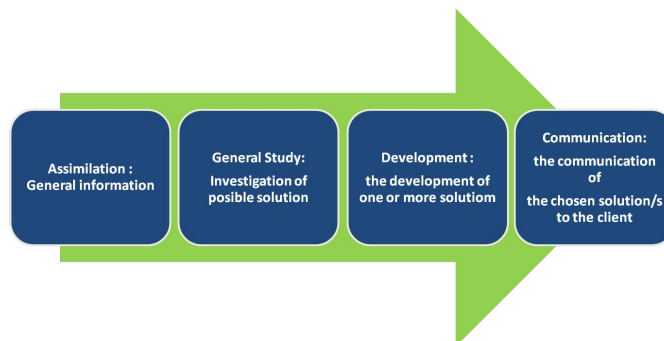 Assimilation :
General information
General Study:
Investigation of
posible solution
Development :
the development of
one or more solutiom
Communication:
the communication
of
the chosen solution/s
to the client